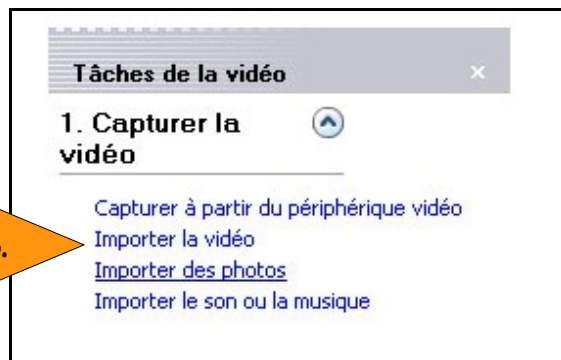 Tâches de la vidéo
1. Capturer la
vidéo
Capturer à partir du périphérique vidéo
Importer la vidéo
Importer des photos
Importer le son ou la musique